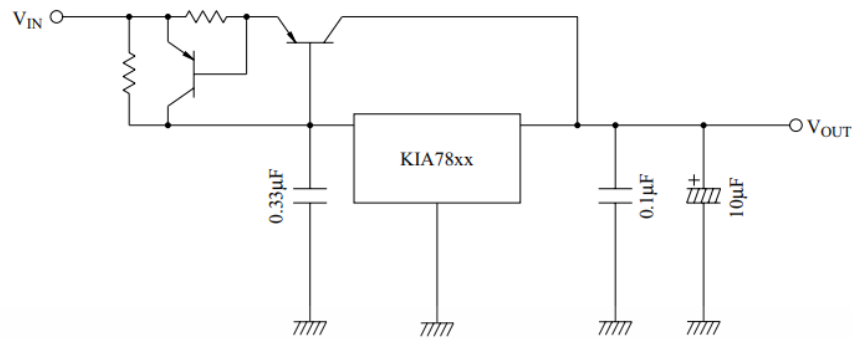 VIN
KIA78xx
VOUT
0.33µF
0.1µF
+
10µF